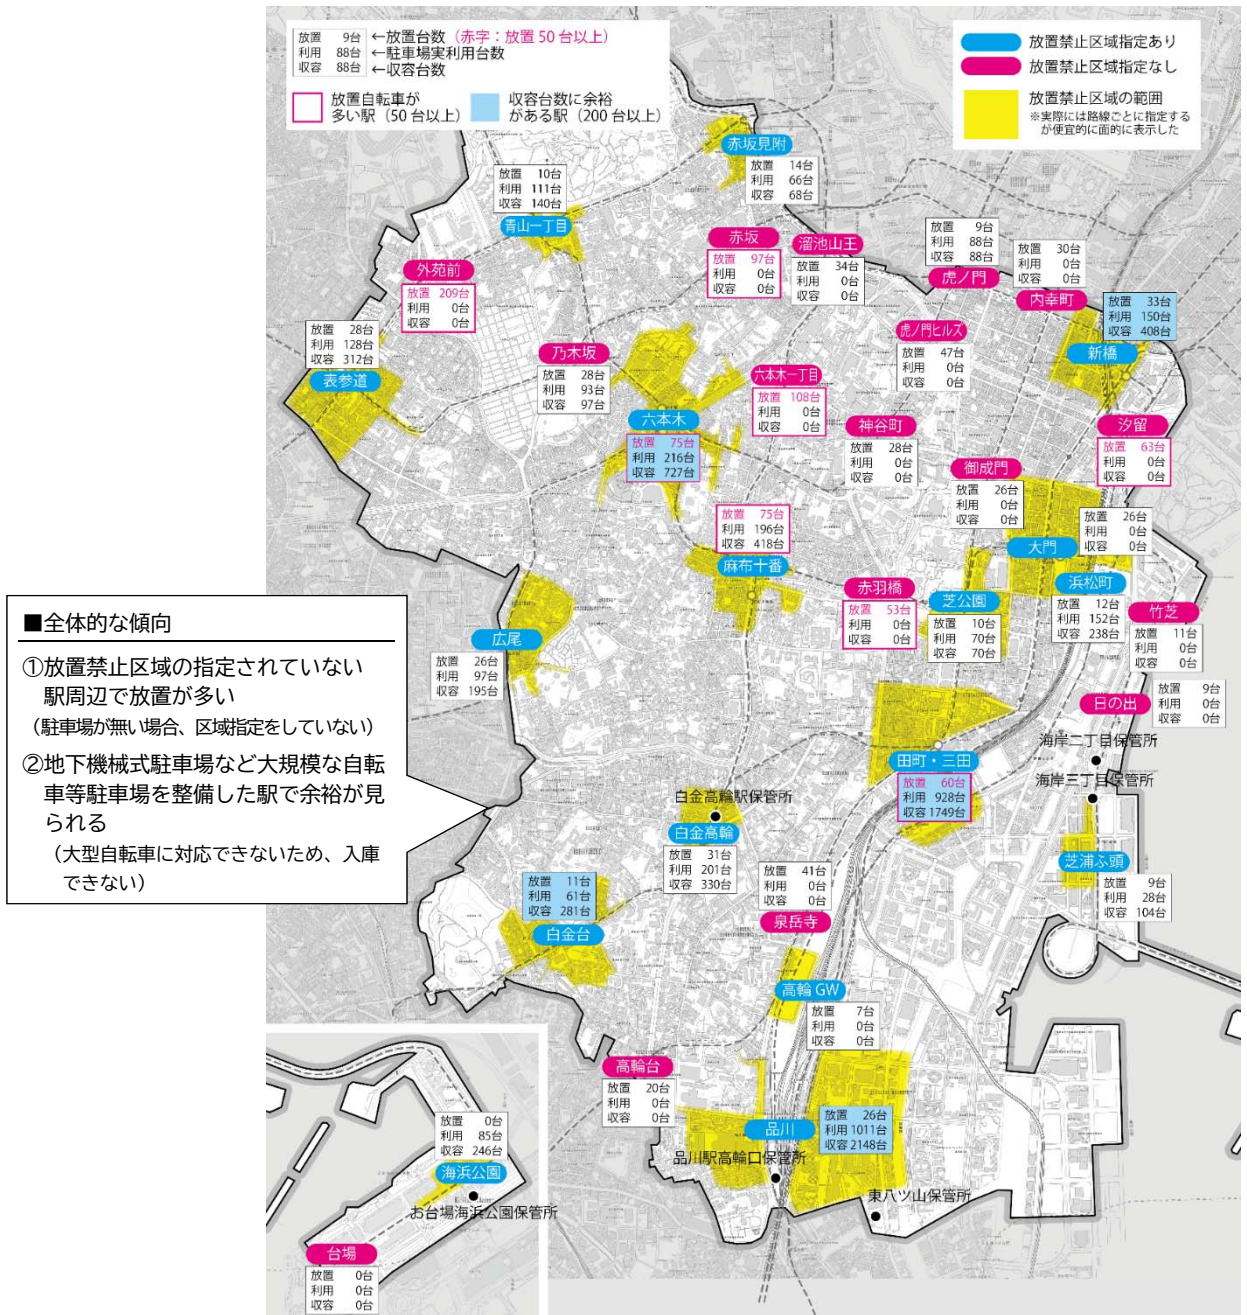 放置 9台 ←放置台数（赤字：放置 50 台以上）
利用 88台 ←駐車場実利用台数
収容 88台 ←収容台数
放置自転車が
多い駅（50 台以上）
収容台数に余裕
がある駅（200 台以上）
放置禁止区域指定あり
放置禁止区域指定なし
放置禁止区域の範囲
※実際には路線ごとに指定する
が便宜的に面的に表示した
赤坂見附
放置 14台
利用 66台
収容 68台
放置 10台
利用 111台
収容 140台
青山一丁目
赤坂
放置 97台
利用 0台
収容 0台
溜池山王
放置 34台
利用 0台
収容 0台
放置 9台
利用 88台
収容 88台
虎ノ門
放置 30台
利用 0台
収容 0台
内幸町
外苑前
放置 209台
利用 0台
収容 0台
放置 33台
利用 150台
収容 408台
新橋
放置 28台
利用 128台
収容 312台
表参道
乃木坂
放置 28台
利用 93台
収容 97台
虎ノ門ヒルズ
放置 47台
利用 0台
収容 0台
六本木一丁目
放置 108台
利用 0台
収容 0台
六本木
放置 75台
利用 216台
収容 727台
神谷町
放置 28台
利用 0台
収容 0台
汐留
放置 63台
利用 0台
収容 0台
御成門
放置 26台
利用 0台
収容 0台
放置 75台
利用 196台
収容 418台
麻布十番
放置 26台
利用 0台
収容 0台
大門
浜松町
放置 12台
利用 152台
収容 238台
赤羽橋
放置 53台
利用 0台
収容 0台
芝公園
放置 10台
利用 70台
収容 70台
竹芝
放置 11台
利用 0台
収容 0台
広尾
放置 26台
利用 97台
収容 195台
放置 9台
利用 0台
収容 0台
日の出
海岸二丁目保管所
海岸三丁目保管所
田町・三田
放置 60台
利用 928台
収容 1749台
■全体的な傾向
①放置禁止区域の指定されていない
駅周辺で放置が多い
（駐車場が無い場合、区域指定をしていない）
②地下機械式駐車場など大規模な自転
車等駐車場を整備した駅で余裕が見
られる
（大型自転車に対応できないため、入庫
できない）
白金高輪駅保管所
白金高輪
放置 31台
利用 201台
収容 330台
芝浦ふ頭
放置 9台
利用 28台
収容 104台
放置 11台
利用 61台
収容 281台
白金台
放置 41台
利用 0台
収容 0台
泉岳寺
高輪 GW
放置 7台
利用 0台
収容 0台
高輪台
放置 20台
利用 0台
収容 0台
品川
放置 26台
利用 1011台
収容 2148台
品川駅高輪口保管所
東八ツ山保管所
放置 0台
利用 85台
収容 246台
海浜公園
お台場海浜公園保管所
台場
放置 0台
利用 0台
収容 0台